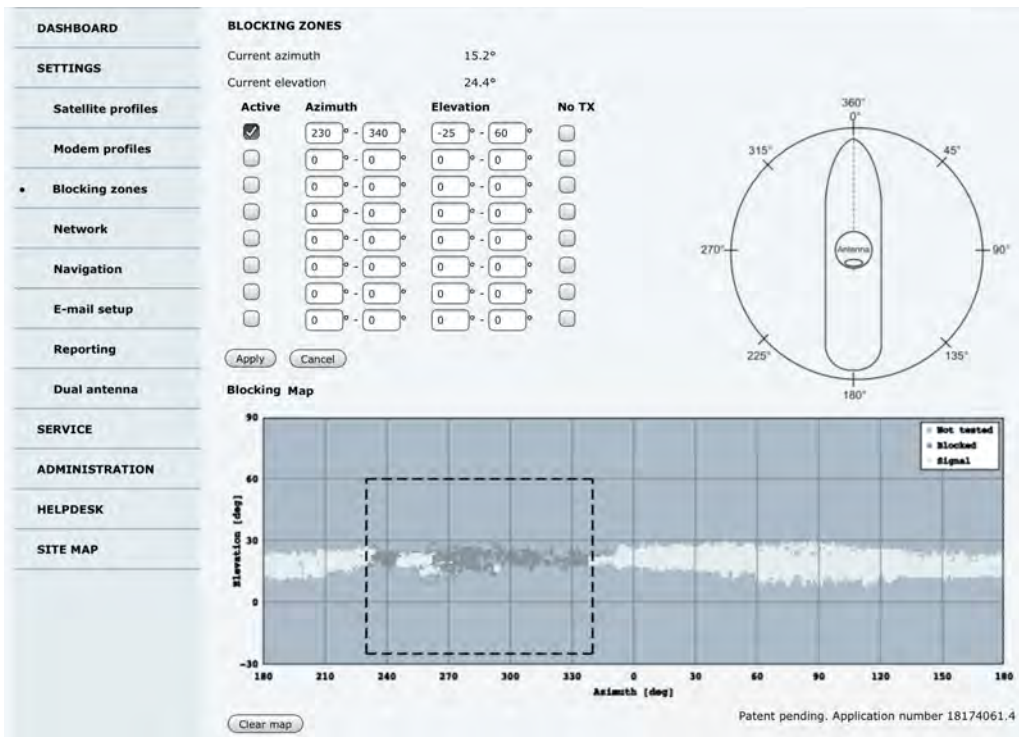 DASHBOARD
SETTINGS
Satellite profiles
Modem profiles
Blocking zones
Network
Navigation
E-mail setup
Reporting
Dual antenna
SERVICE
ADMINISTRATION
HELPDESK
SITE MAP
BLOCKING ZONES
Current azimuth 15.2°
Current elevation 24.4°
Active Azimuth Elevation No TX
230 ° - 340 ° -25 ° - 60 °
0 ° - 0 ° 0 ° - 0 °
0 ° - 0 ° 0 ° - 0 °
0 ° - 0 ° 0 ° - 0 °
0 ° - 0 ° 0 ° - 0 °
0 ° - 0 ° 0 ° - 0 °
0 ° - 0 ° 0 ° - 0 °
0 ° - 0 ° 0 ° - 0 °
Apply Cancel
360°
0°
315° 45°
270° Antenna 90°
225° 135°
180°
Blocking Map
90
60
30
0
-30
Elevation [deg]
Not tested
Blocked
Signal
180 210 240 270 300 330 0 30 60 90 120 150 180
Azimuth [deg]
Clear map
Patent pending. Application number 18174061.4